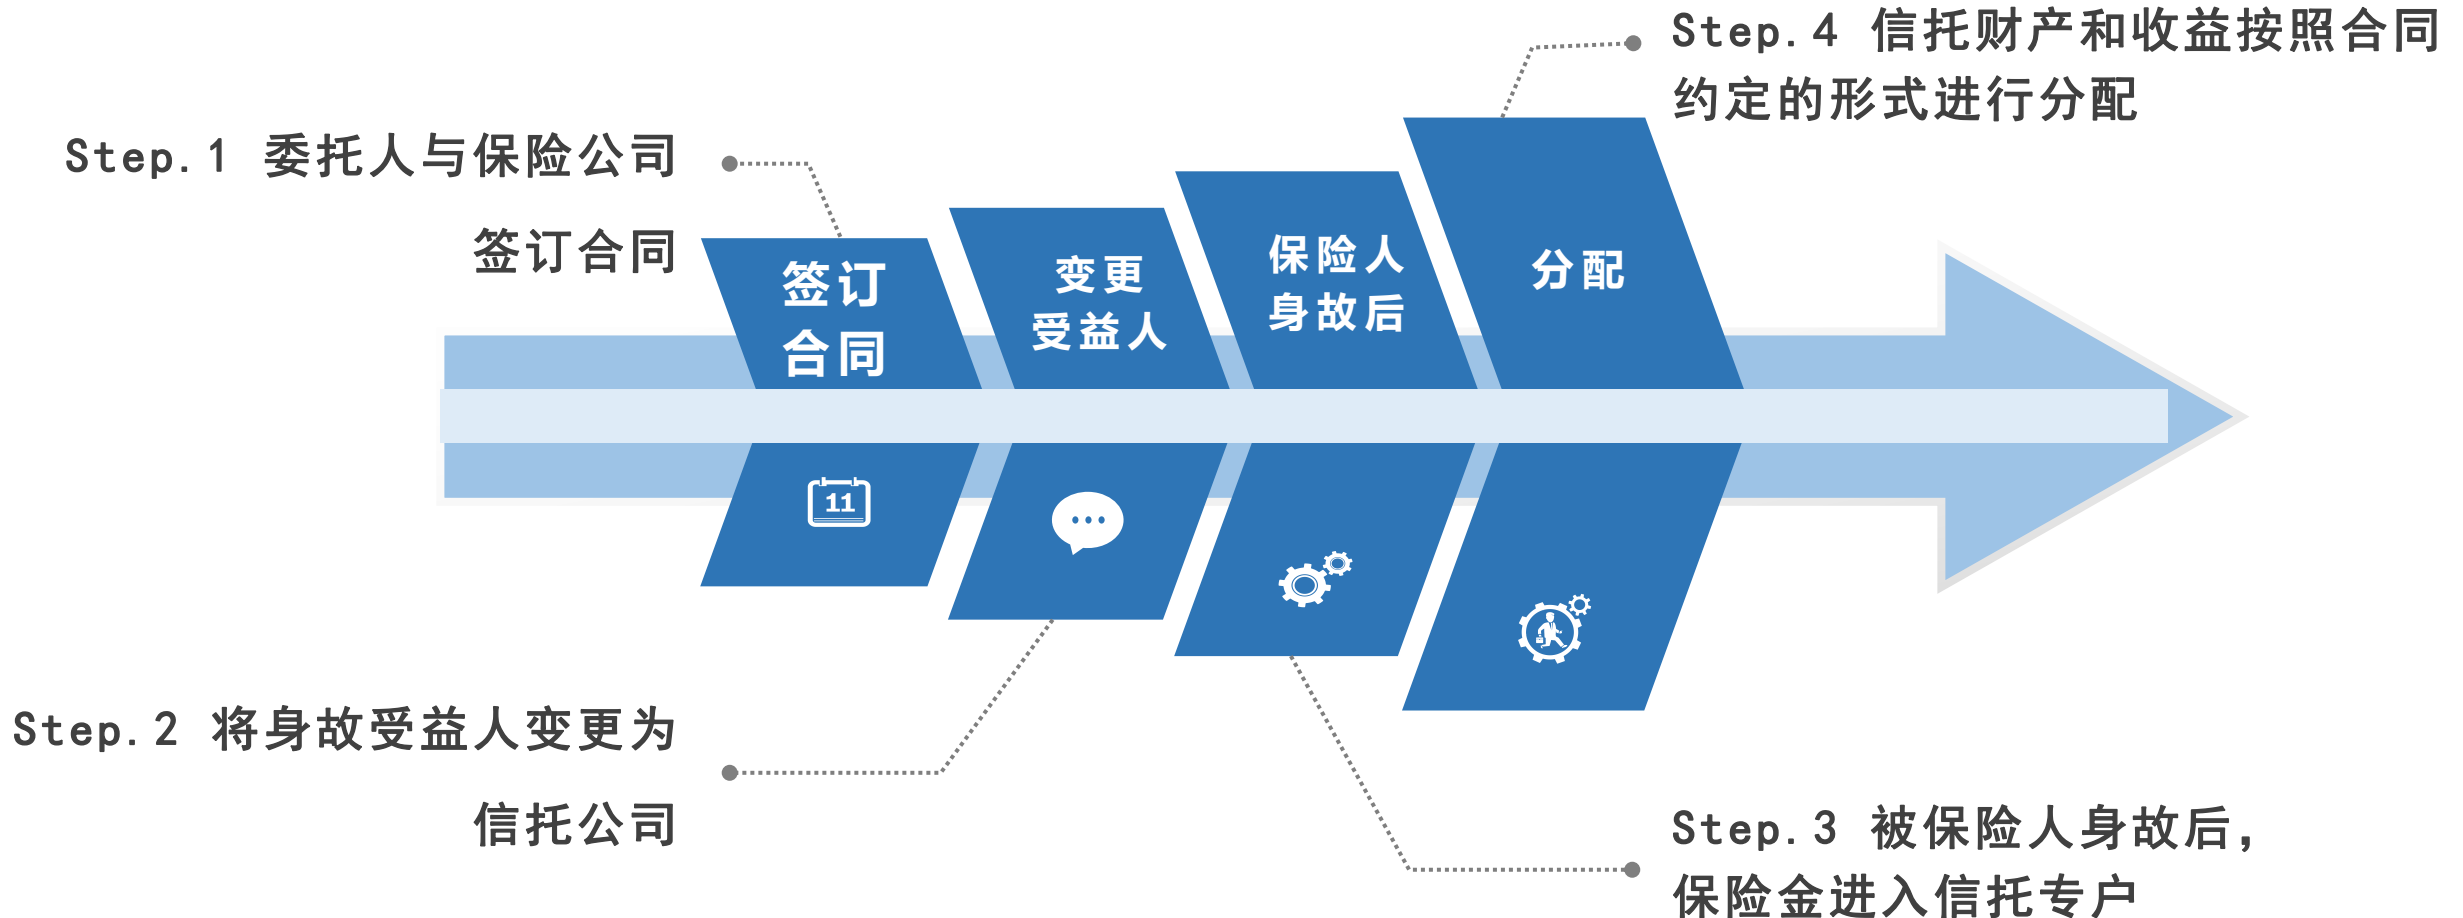 Step.1 委托人与保险公司
签订合同
Step.4 信托财产和收益按照合同
约定的形式进行分配
签订
合同
变更
受益人
保险人
身故后
分配
11
Step.2 将身故受益人变更为
信托公司
Step.3 被保险人身故后，
保险金进入信托专户